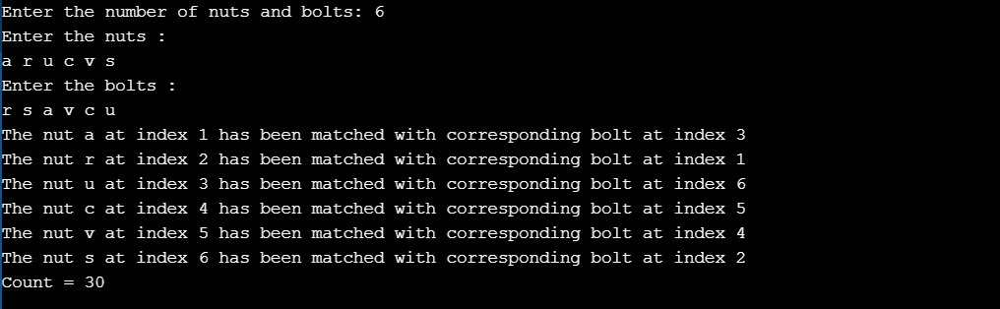 Enter the number of nuts and bolts: 6
Enter the nuts :
a r u c v s
Enter the bolts :
r s a v c u
The nut a at index 1 has been matched with corresponding bolt at index 3
The nut r at index 2 has been matched with corresponding bolt at index 1
The nut u at index 3 has been matched with corresponding bolt at index 6
The nut c at index 4 has been matched with corresponding bolt at index 5
The nut v at index 5 has been matched with corresponding bolt at index 4
The nut s at index 6 has been matched with corresponding bolt at index 2
Count = 30